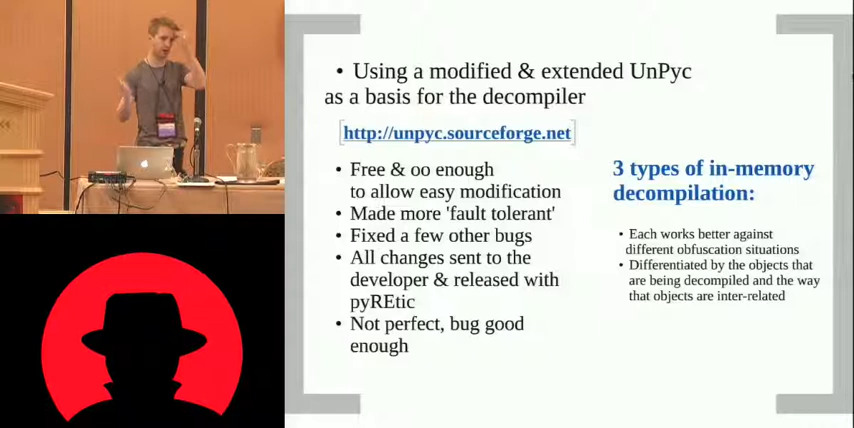 • Using a modified & extended UnPyc
as a basis for the decompiler
http://unpyc.sourceforge.net
• Free & oo enough
to allow easy modification
• Made more 'fault tolerant'
• Fixed a few other bugs
• All changes sent to the
developer & released with
pyREtic
• Not perfect, bug good
enough
3 types of in-memory
decompilation:
• Each works better against
different obfuscation situations
• Differentiated by the objects that
are being decompiled and the way
that objects are inter-related